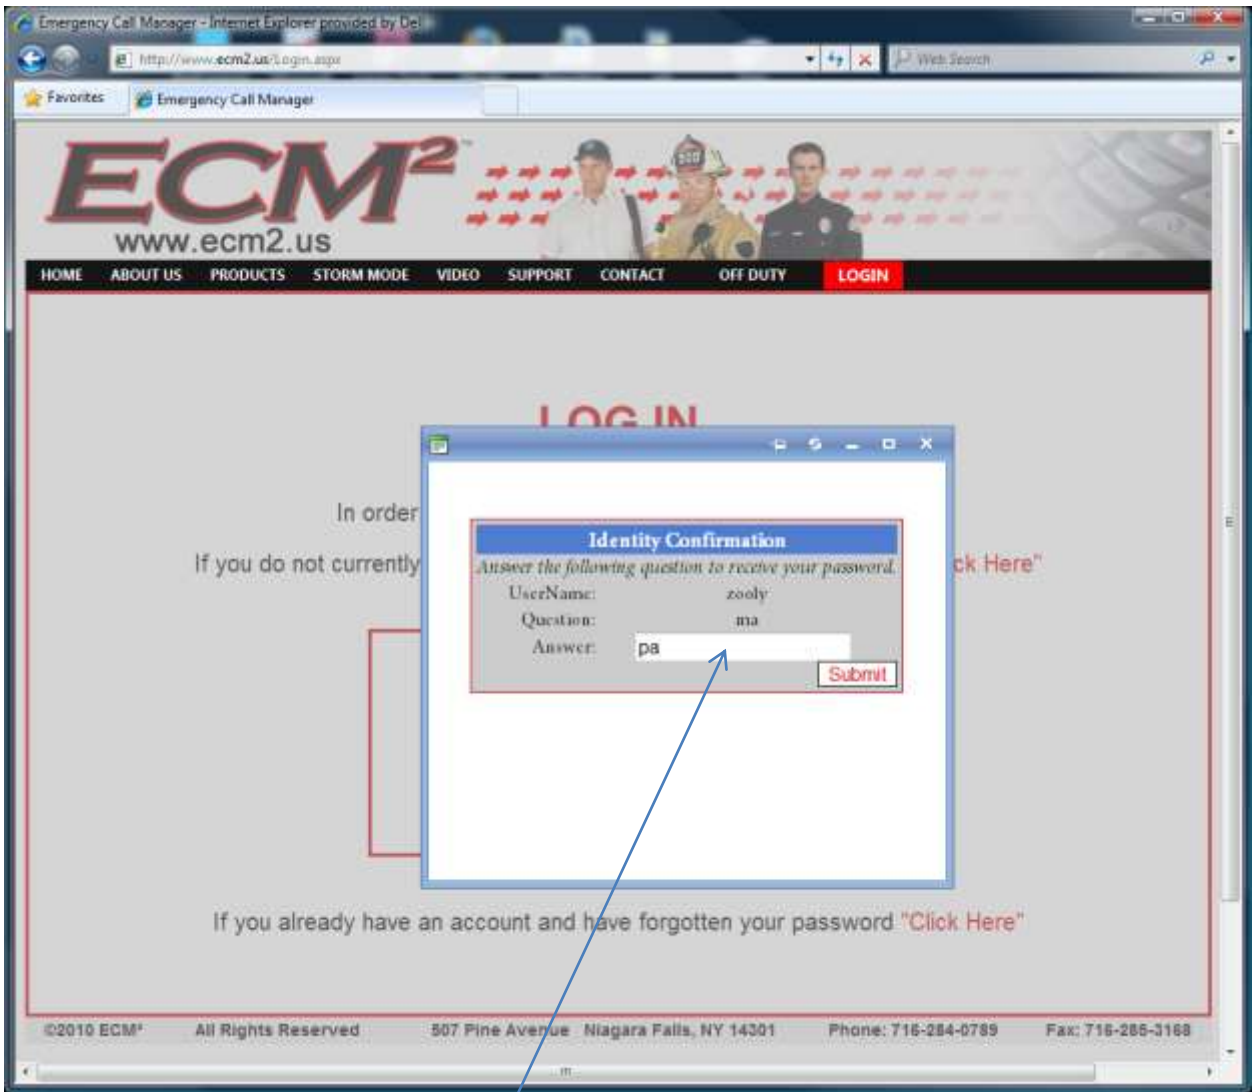 Emergency Call Manager - Internet Explorer provided by Del
http://www.ecm2.us/Login.aspx
Web Search
Favorites
Emergency Call Manager
ECM²™
www.ecm2.us
HOME ABOUT US PRODUCTS STORM MODE VIDEO SUPPORT CONTACT OFF DUTY LOGIN
LOG IN
In order
If you do not currently
ck Here"
Identity Confirmation
Answer the following question to receive your password.
UserName: zooly
Question: ma
Answer: pa
Submit
If you already have an account and have forgotten your password "Click Here"
©2010 ECM² All Rights Reserved 507 Pine Avenue Niagara Falls, NY 14301 Phone: 716-284-0789 Fax: 716-285-3168